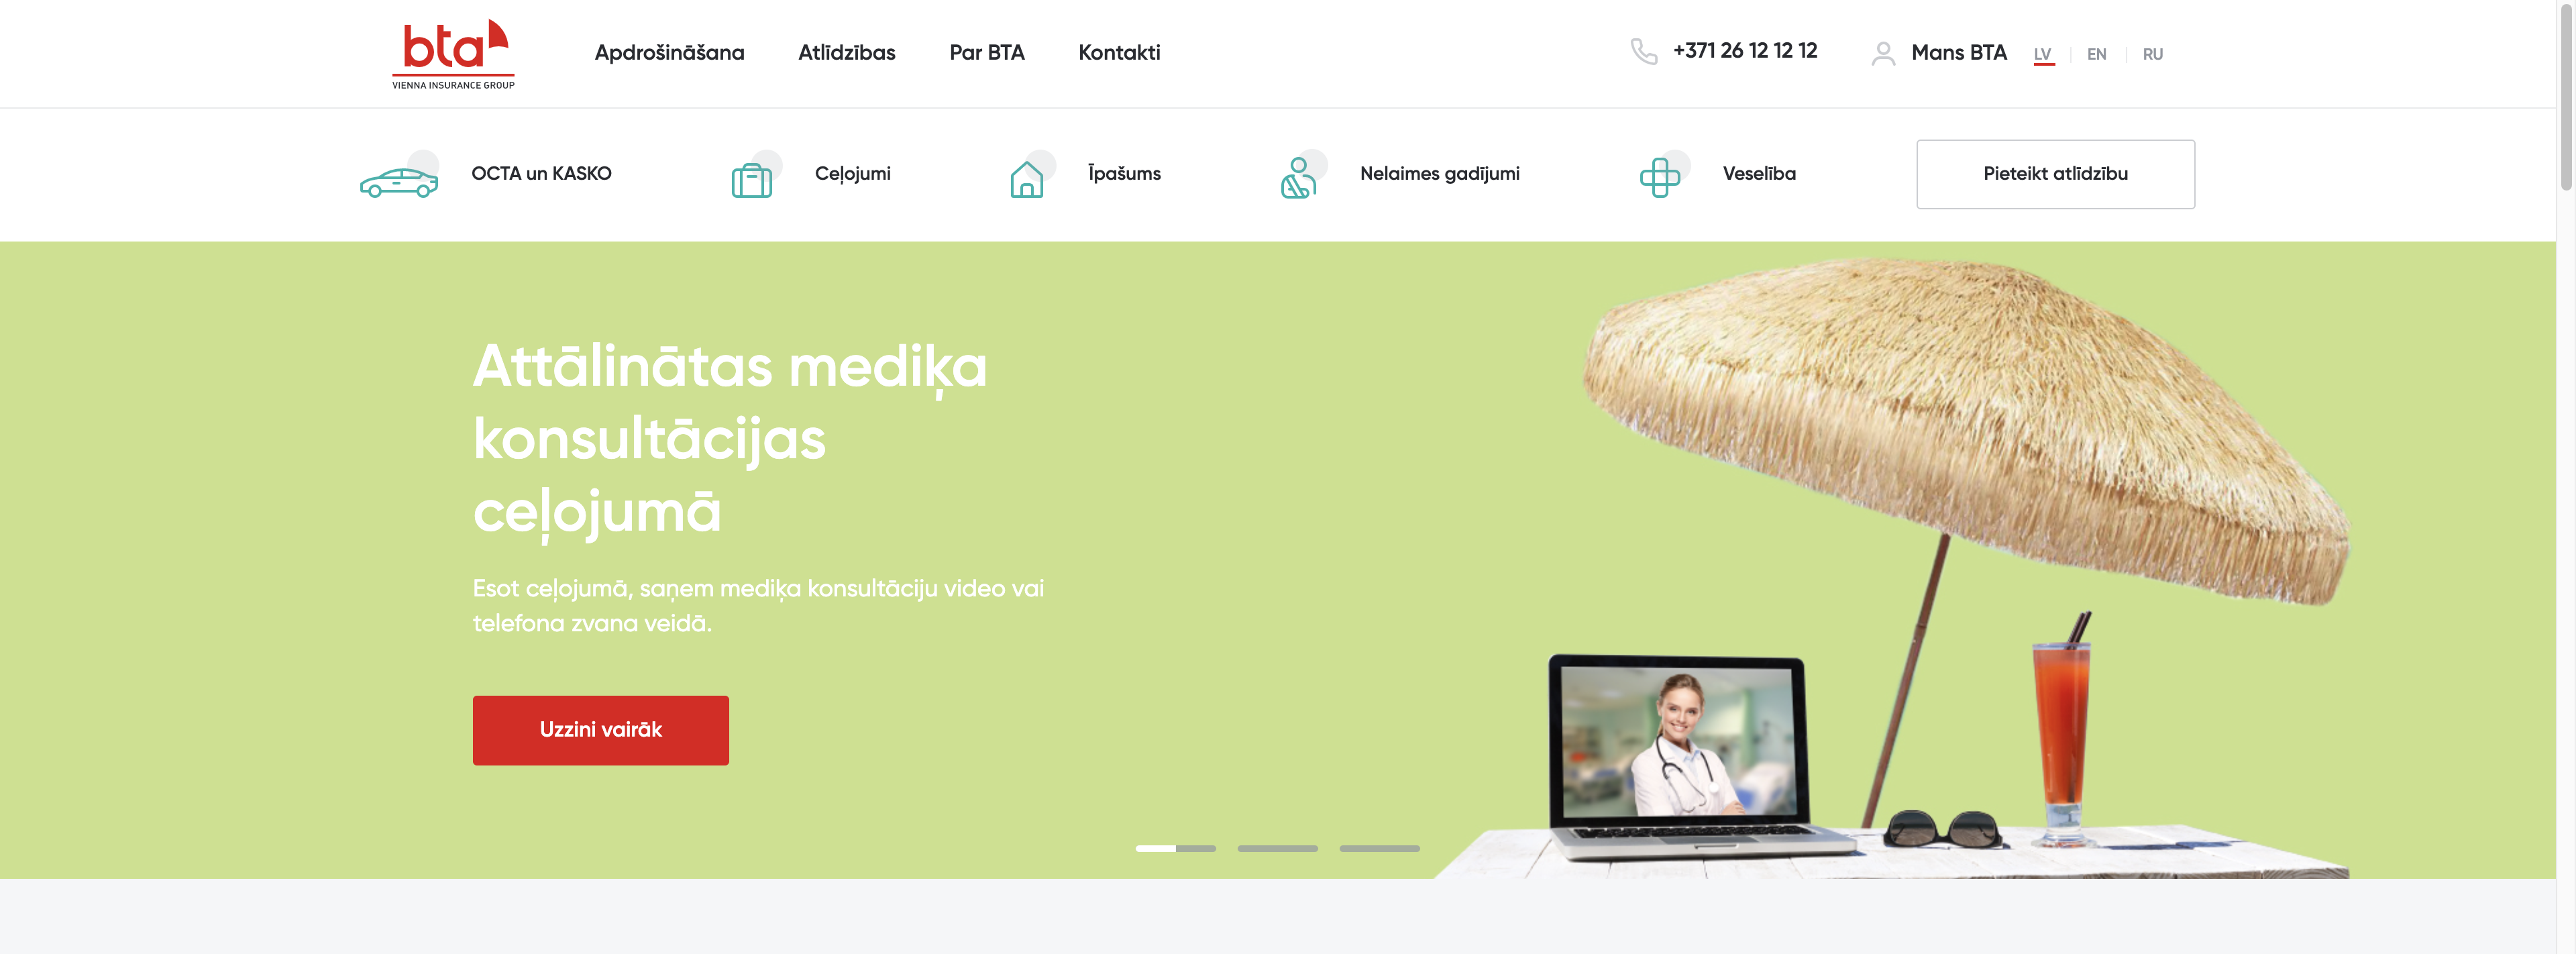 bta
VIENNA INSURANCE GROUP
Apdrošināšana
Atlīdzības
Par BTA
Kontakti
+371 26 12 12 12
Mans BTA
LV
EN
RU
OCTA un KASKO
Ceļojumi
Īpašums
Nelaimes gadījumi
Veselība
Pieteikt atlīdzību
Attālinātas mediķa
konsultācijas
ceļojumā
Esot ceļojumā, saņem mediķa konsultāciju video vai
telefona zvana veidā.
Uzzini vairāk